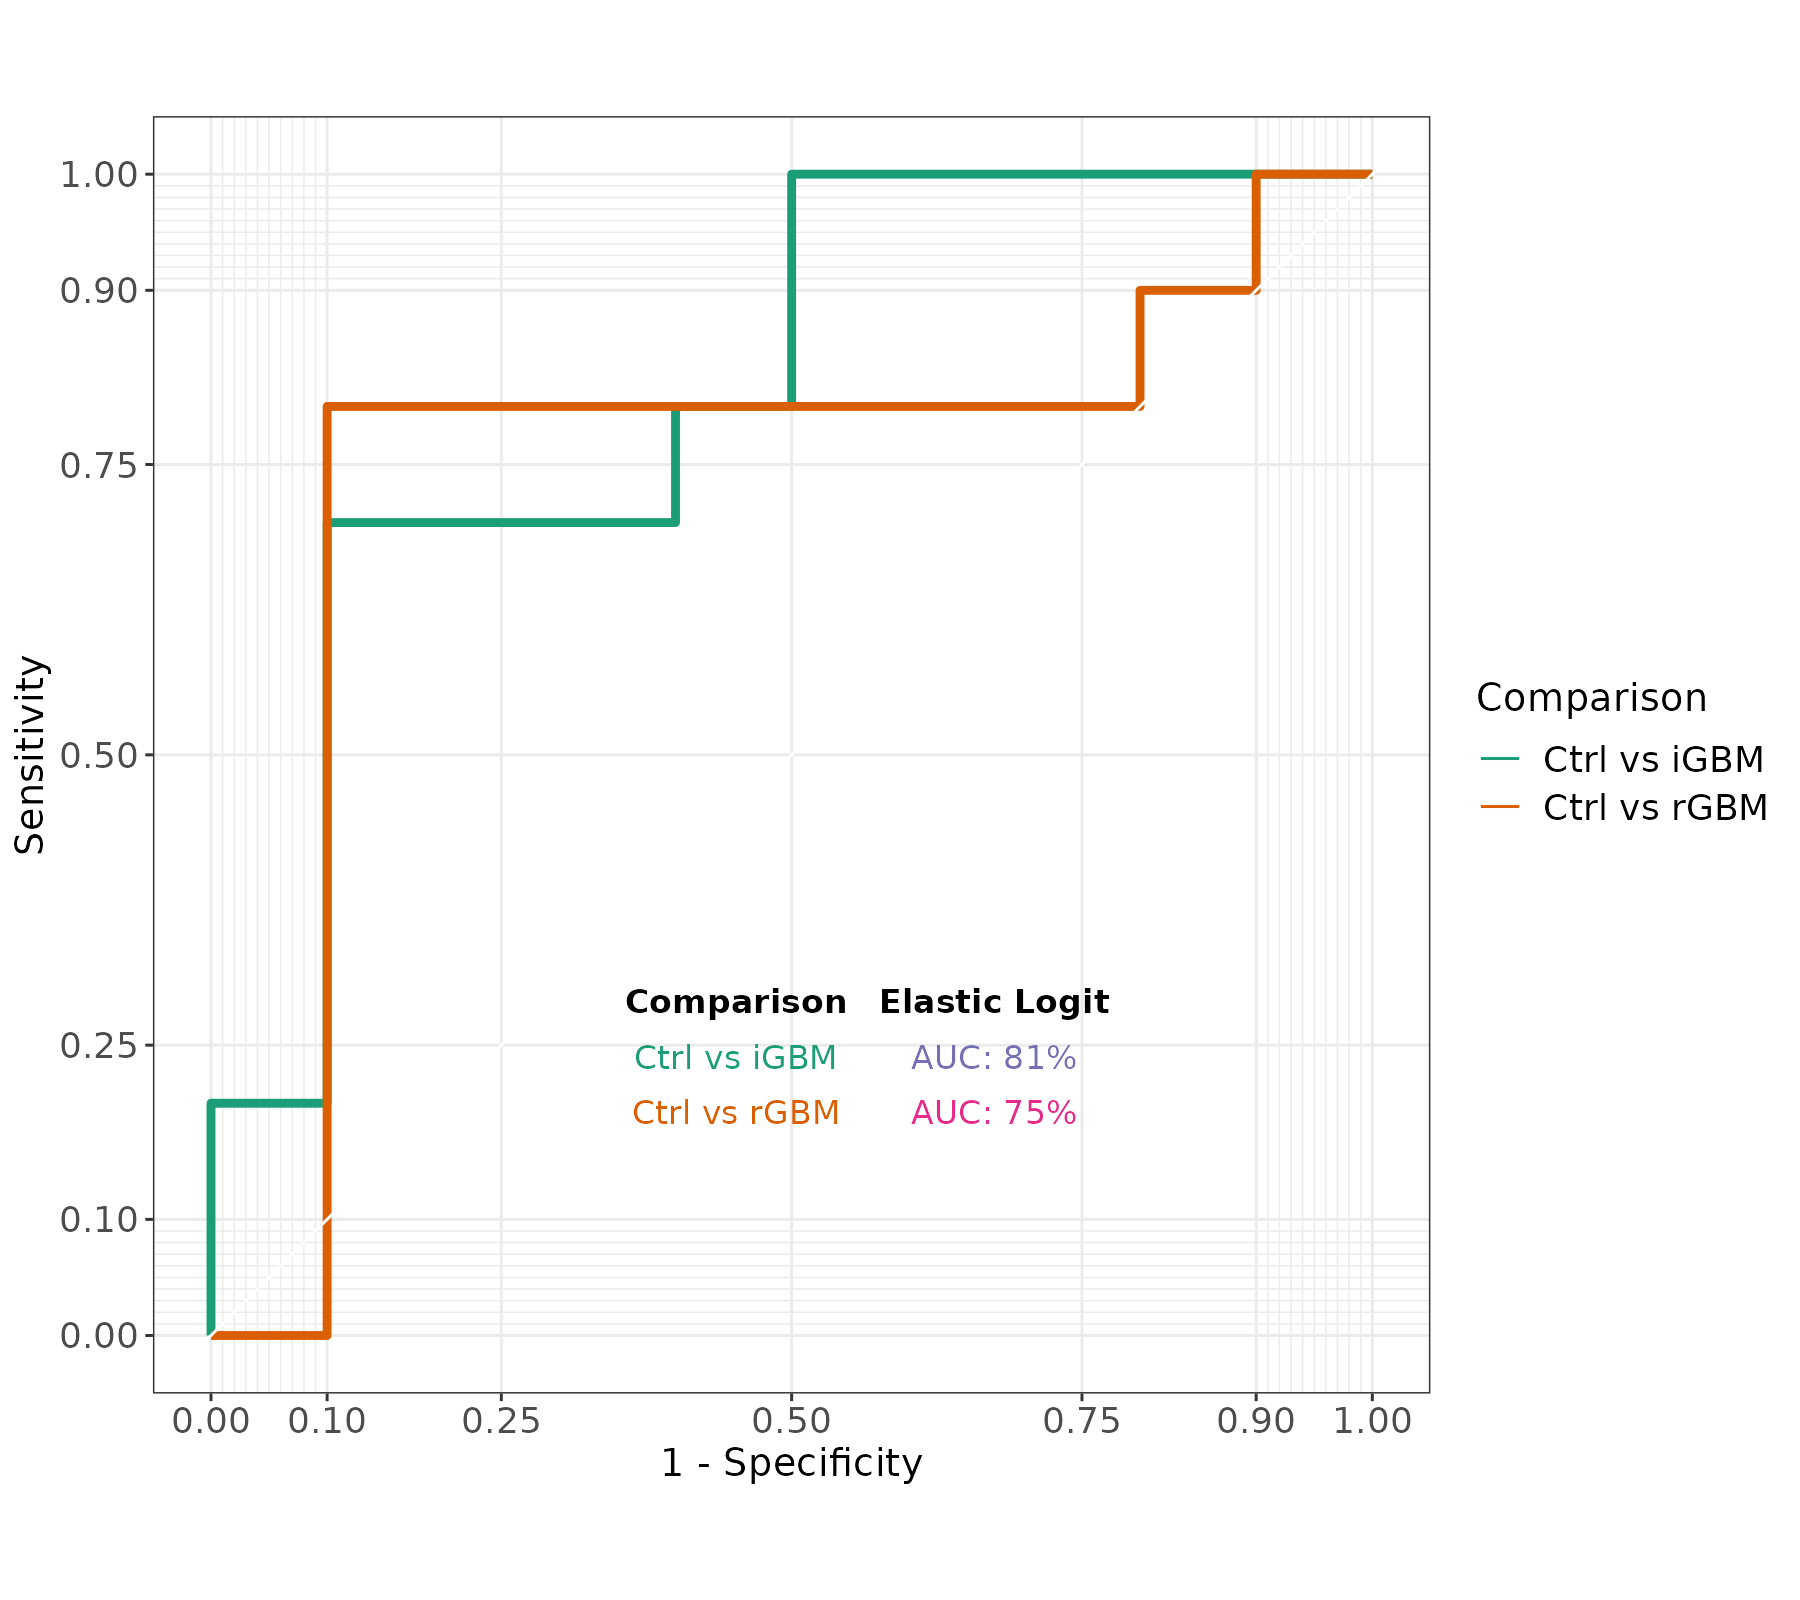 1.00
0.90
0.75
0.50
0.25
0.10
0.00
Sensitivity
0.00 0.10 0.25 0.50 0.75 0.90 1.00
1 - Specificity
Comparison Elastic Logit
Ctrl vs iGBM AUC: 81%
Ctrl vs rGBM AUC: 75%
Comparison
Ctrl vs iGBM
Ctrl vs rGBM